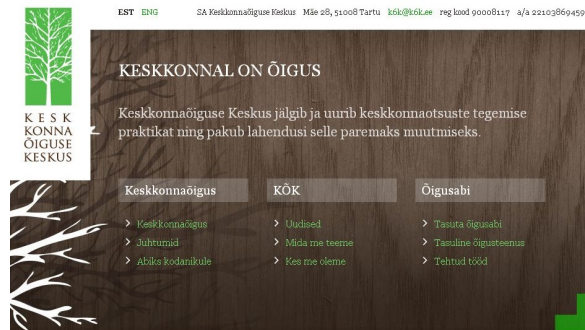 EST ENG SA Keskkonnaõiguse Keskus Mäe 28, 51008 Tartu k6k@k6k.ee reg kood 90008117 a/a 22103869459
KESK
KONNA
ÕIGUSE
KESKUS
KESKKONNAL ON ÕIGUS
Keskkonnaõiguse Keskus jälgib ja uurib keskkonnaotsuste tegemise
praktikat ning pakub lahendusi selle paremaks muutmiseks.
Keskkonnaõigus
> Keskkonnaõigus
> Juhtumid
> Abiks kodanikule
KÕK
> Uudised
> Mida me teeme
> Kes me oleme
Õigusabi
> Tasuta õigusabi
> Tasuline õigusteenus
> Tehtud tööd